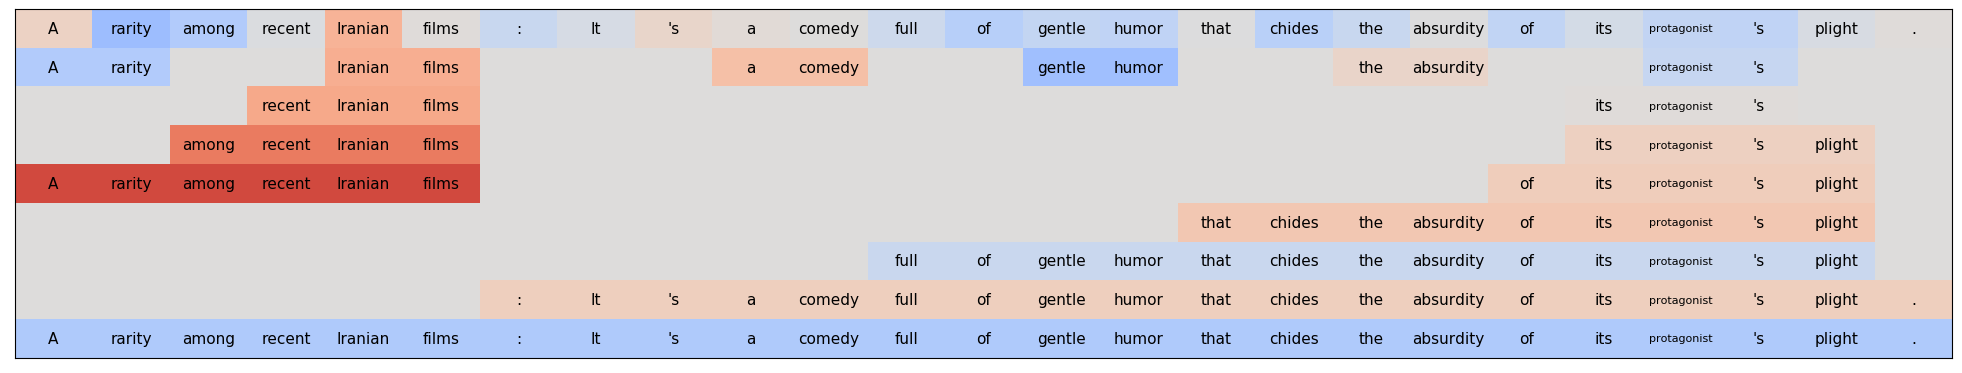 A rarity among recent Iranian films : It 's a comedy full of gentle humor that chides the absurdity of its protagonist 's plight .
A rarity Iranian films a comedy gentle humor the absurdity protagonist 's
recent Iranian films its protagonist 's
among recent Iranian films its protagonist 's plight
A rarity among recent Iranian films of its protagonist 's plight
that chides the absurdity of its protagonist 's plight
full of gentle humor that chides the absurdity of its protagonist 's plight
: It 's a comedy full of gentle humor that chides the absurdity of its protagonist 's plight .
A rarity among recent Iranian films : It 's a comedy full of gentle humor that chides the absurdity of its protagonist 's plight .